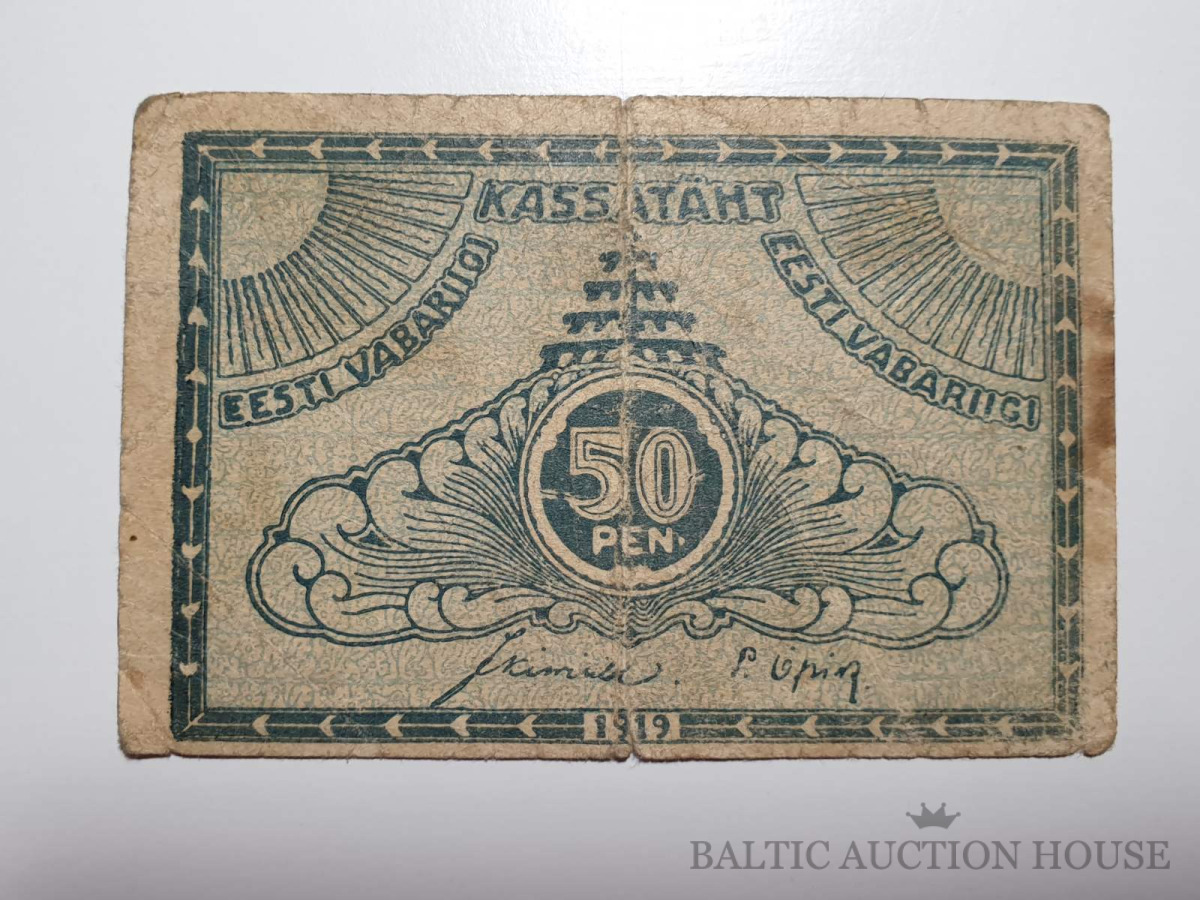 KASSATÄHT
EESTI VABARIIGI
EESTI VABARIIGI
50
PEN.
1919
BALTIC AUCTION HOUSE